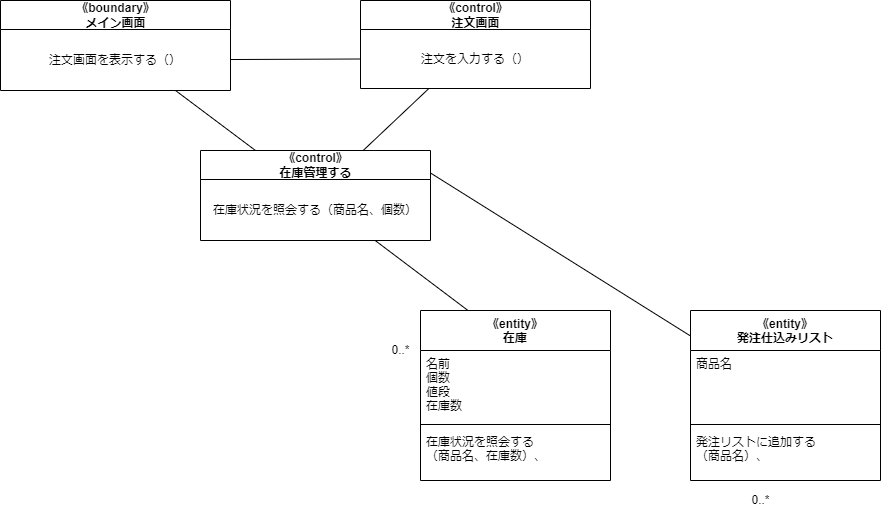 《boundary》
メイン画面
注文画面を表示する（）
《control》
注文画面
注文を入力する（）
《control》
在庫管理する
在庫状況を照会する（商品名、個数）
0..*
《entity》
在庫
名前
個数
値段
在庫数
在庫状況を照会する
（商品名、在庫数）、
《entity》
発注仕込みリスト
商品名
発注リストに追加する
（商品名）、
0..*